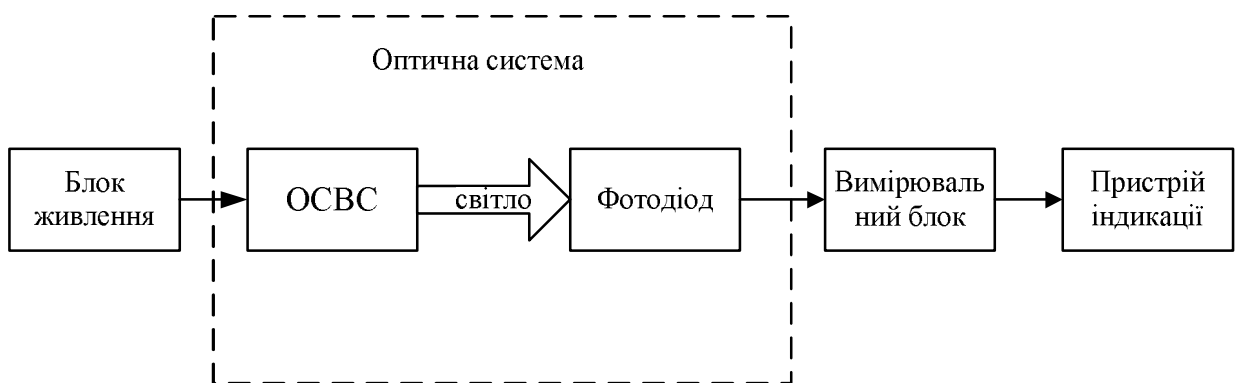 Оптична система
Блок
живлення
ОСВС
світло
Фотодіод
Вимірюваль
ний блок
Пристрій
індикації